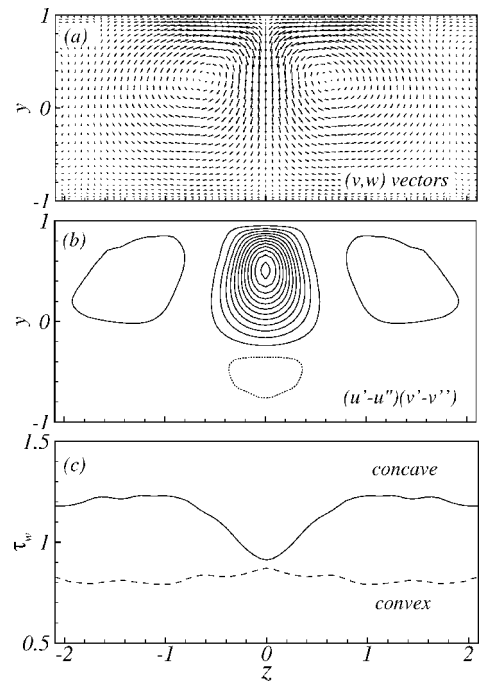 1
(a)
y
0
(v,w) vectors
-1
1
(b)
y
0
(u'-u")(v'-v'')
-1
1.5
(c)
concave
τw
1
convex
0.5
-2
-1
0
1
2
z